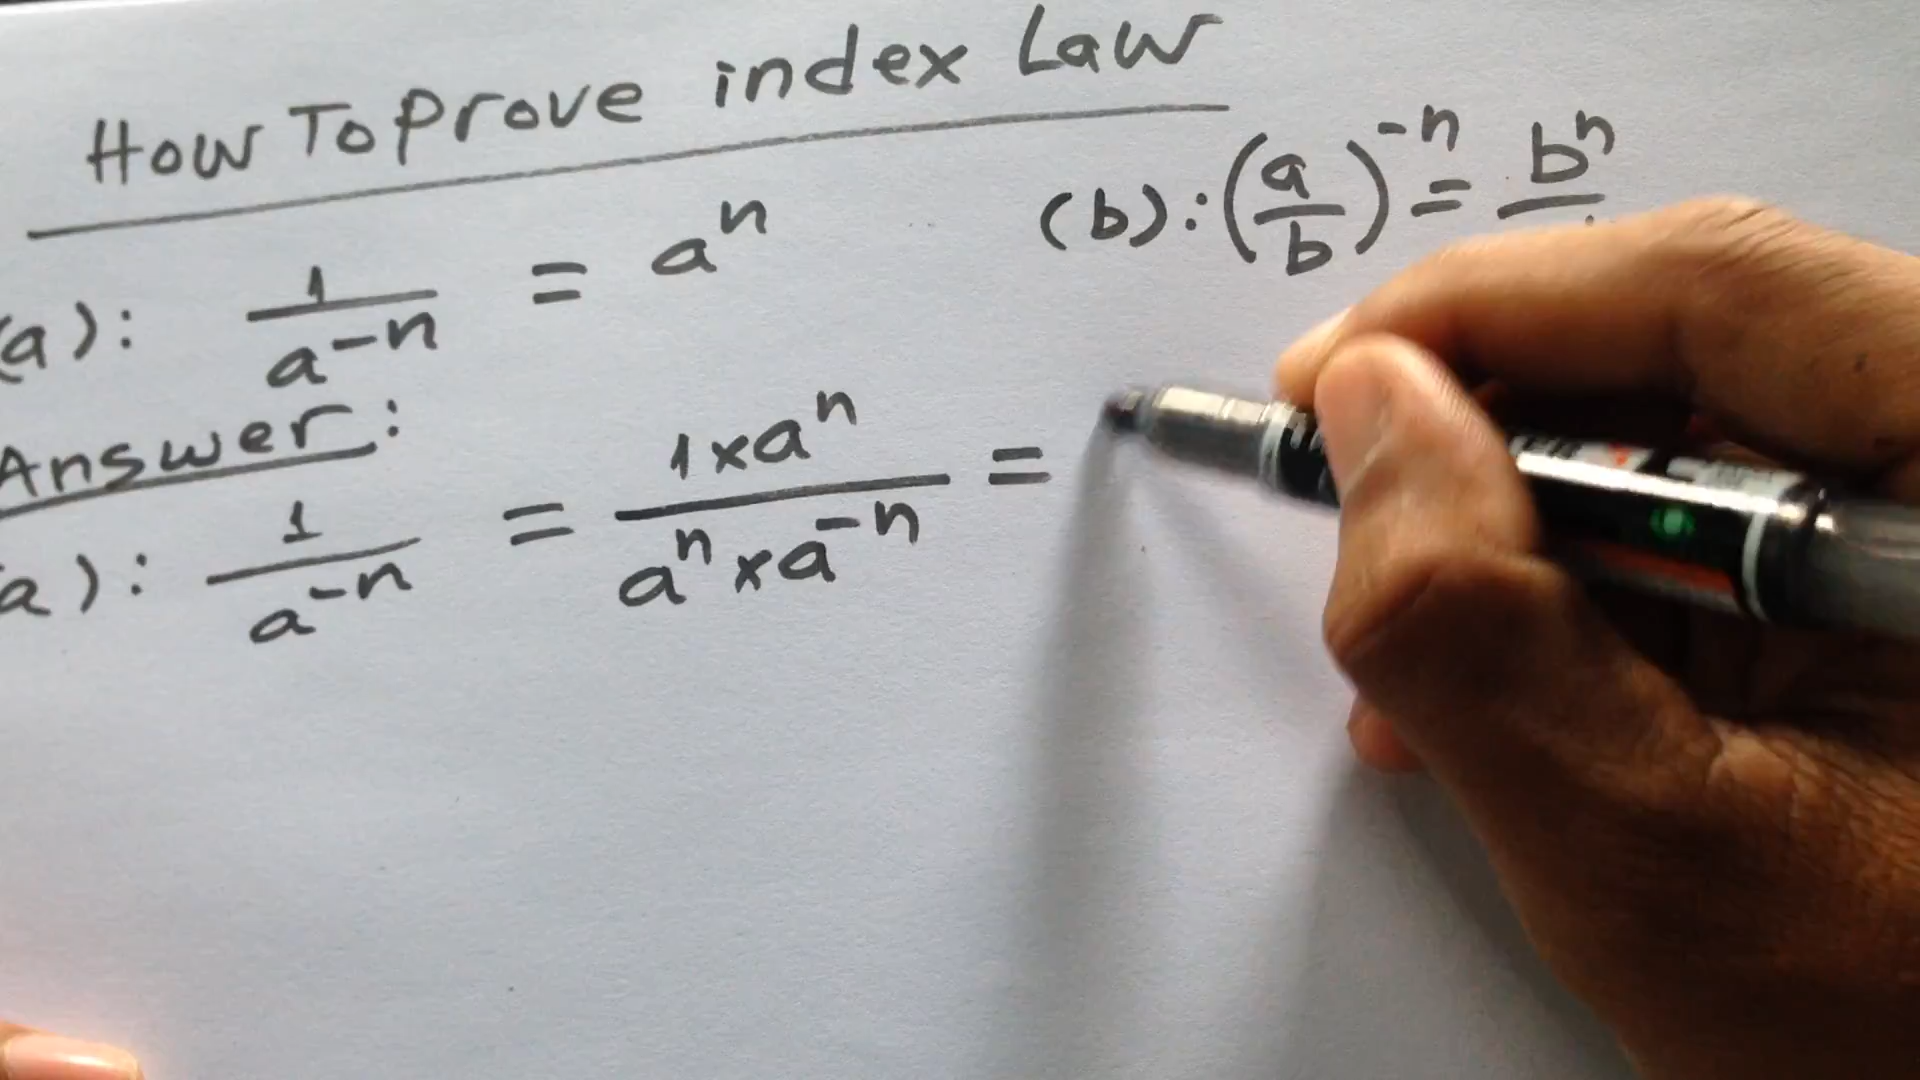 How To Prove index Law
(a): 1/a^-n = a^n
(b): (a/b)^-n = b^n/
Answer:
(a): 1/a^-n = 1×a^n/a^n×a^-n =